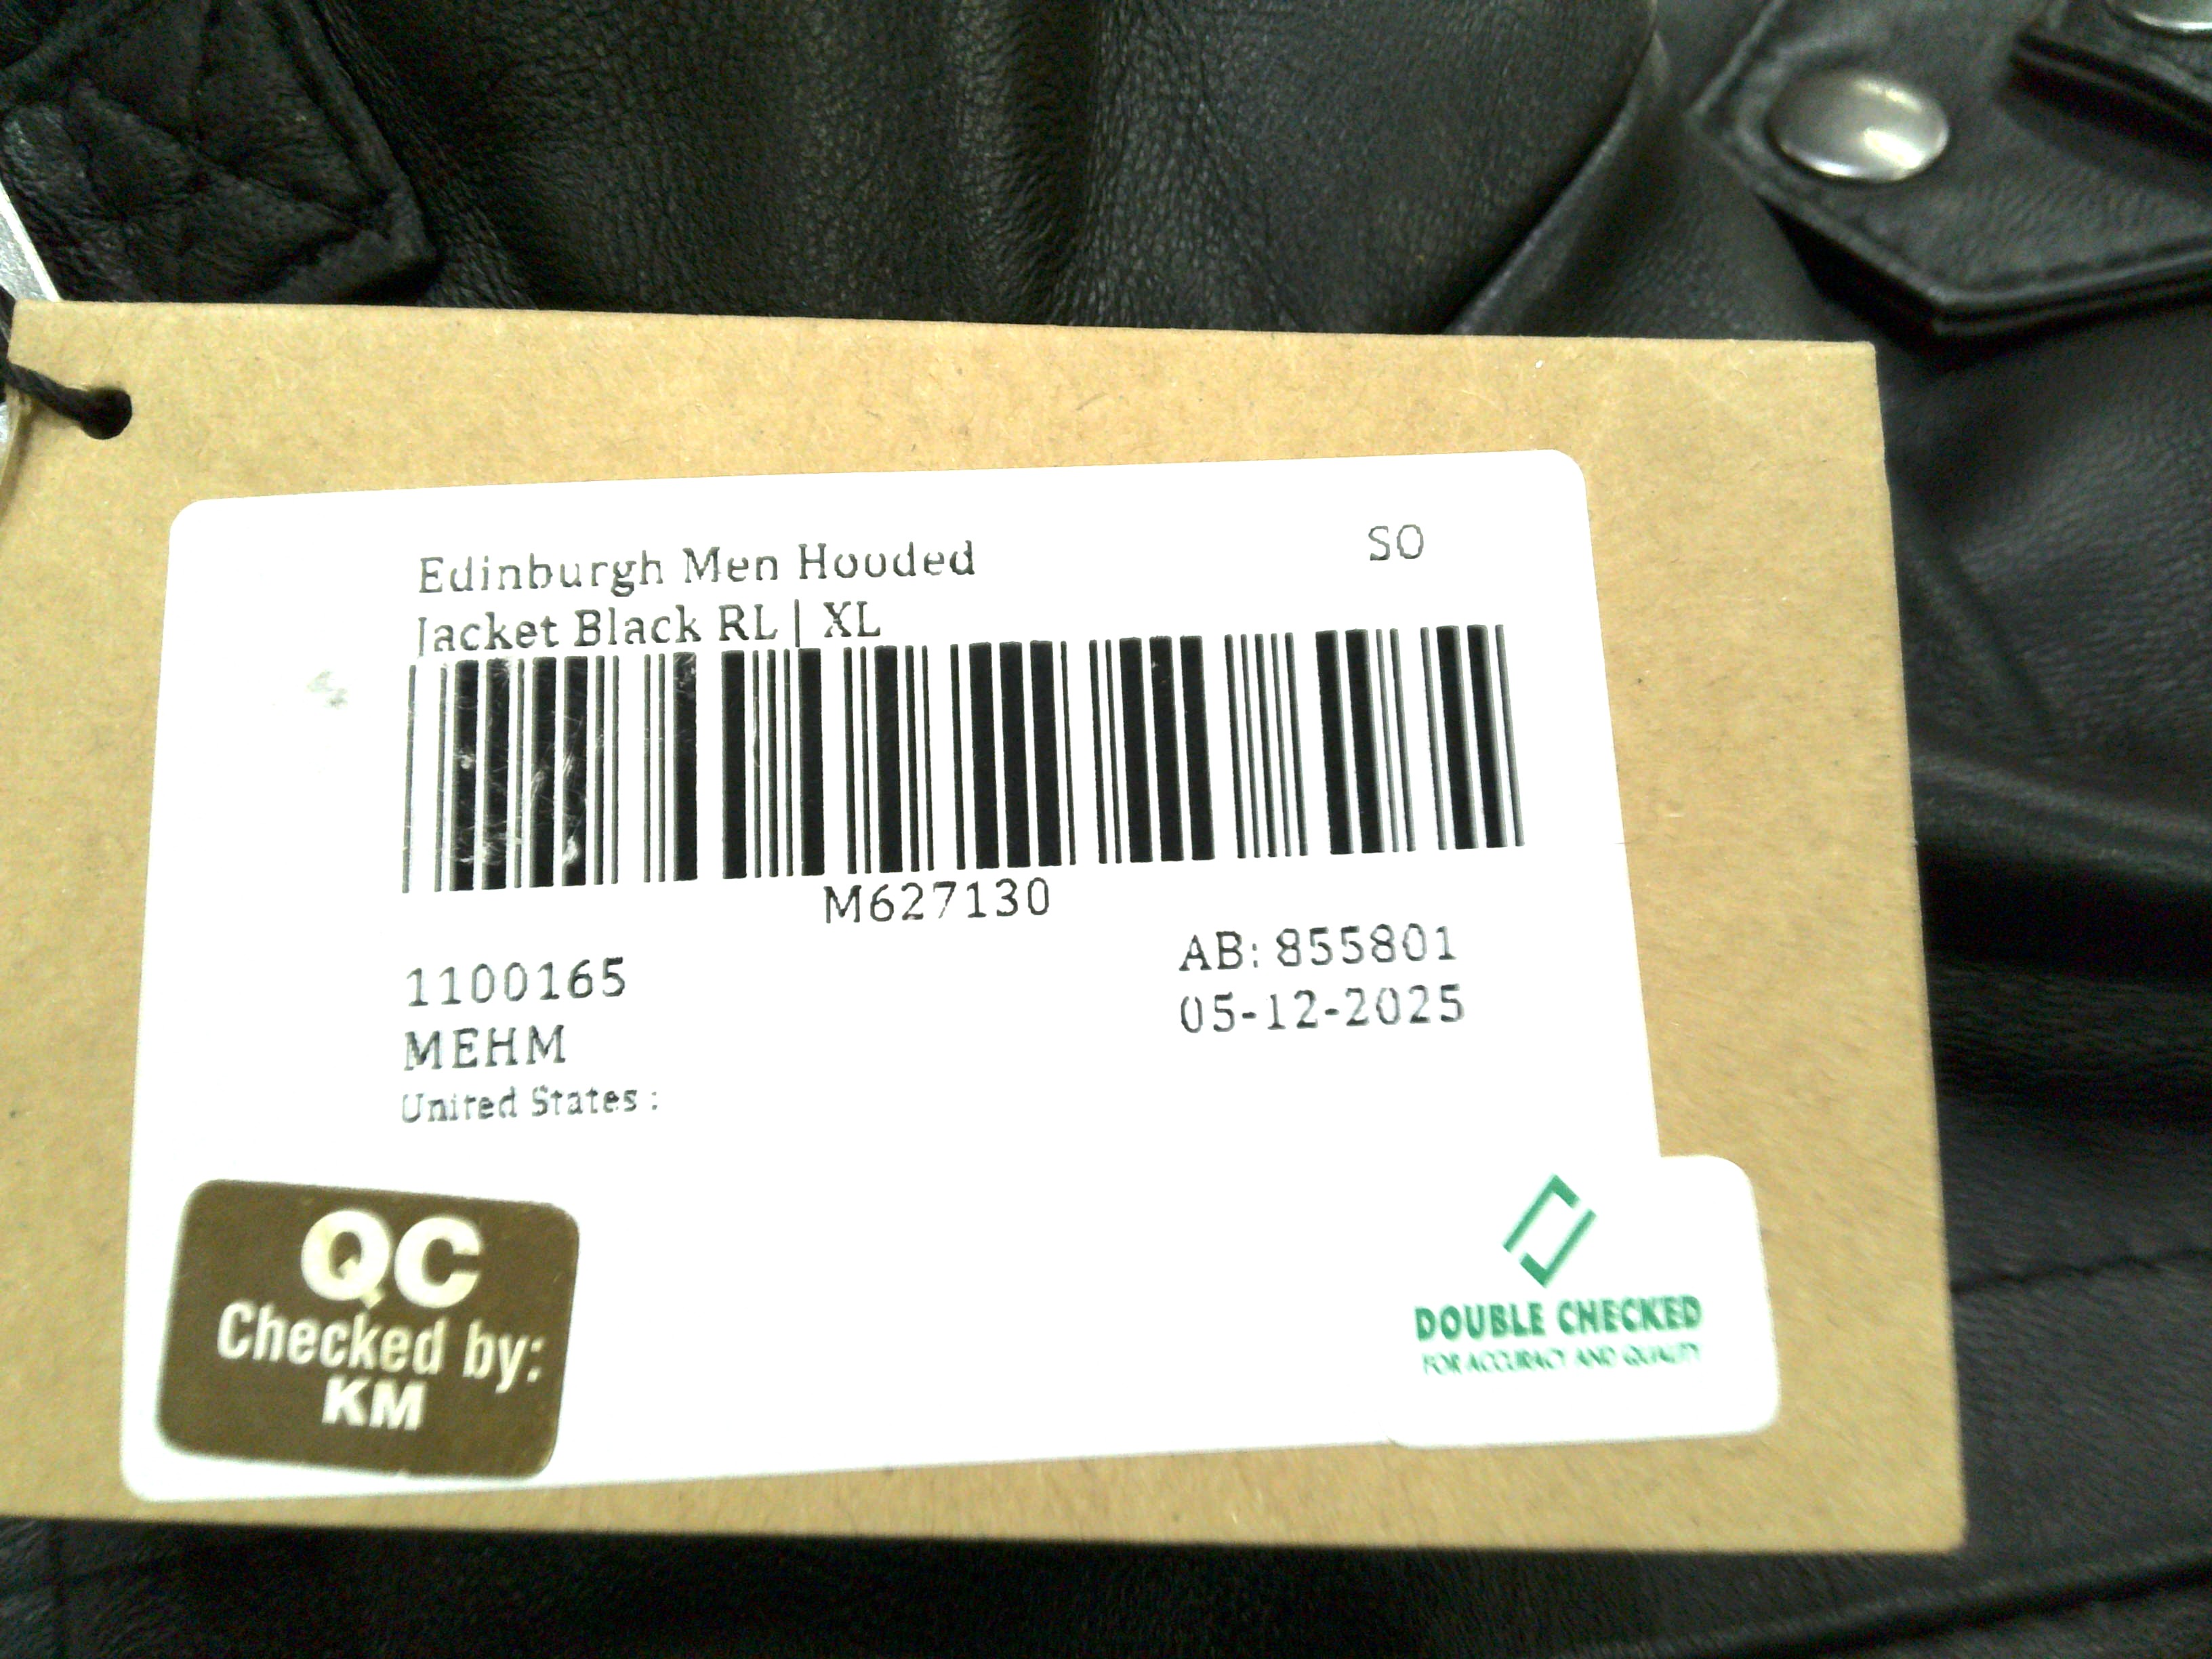 Edinburgh Men Hooded
SO
Jacket Black RL | XL
M627130
1100165
AB: 855801
MEHM
05-12-2025
United States :
QC
Checked by:
KM
DOUBLE CHECKED
FOR ACCURACY AND QUALITY